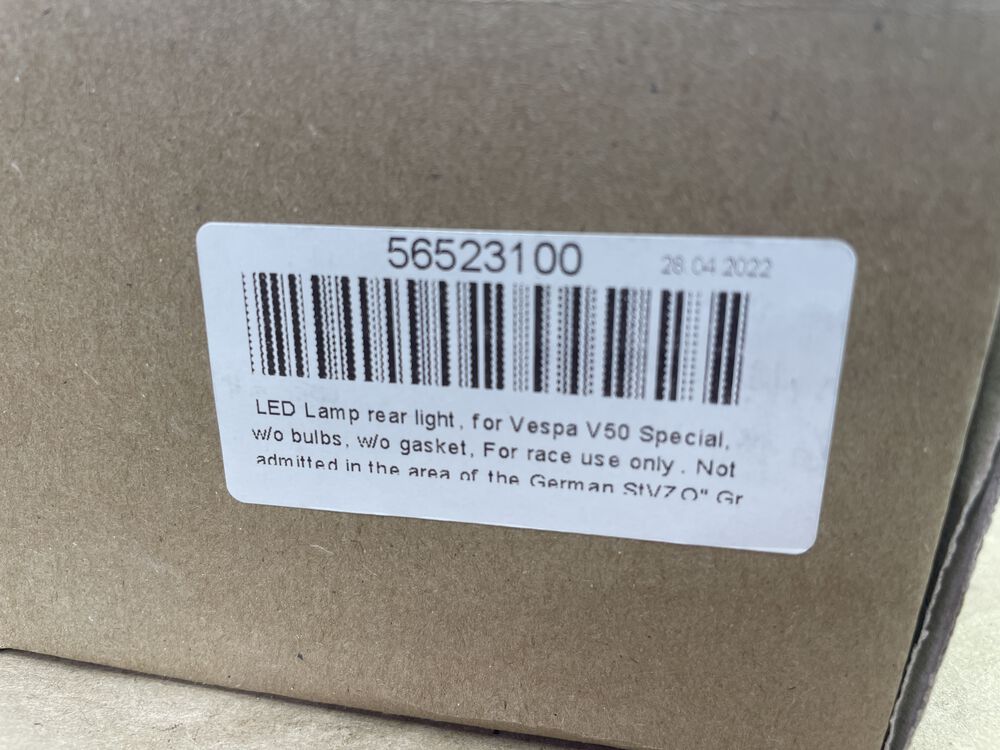 56523100 28.04.2022
LED Lamp rear light, for Vespa V50 Special,
w/o bulbs, w/o gasket, For race use only . Not
admitted in the area of the German StVZO" Gr